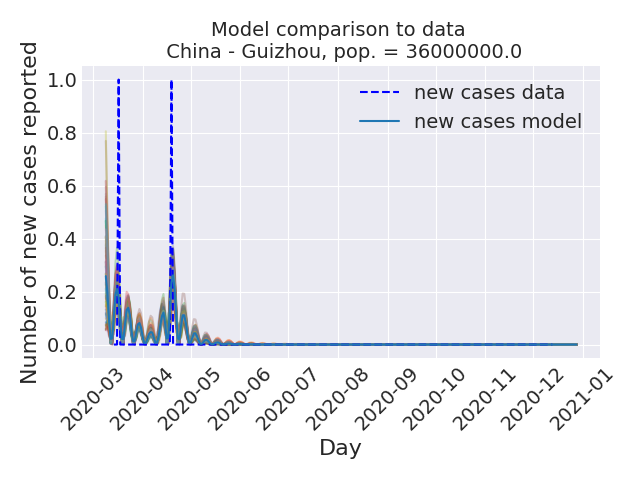 Model comparison to data
China - Guizhou, pop. = 36000000.0
Number of new cases reported
1.0
0.8
0.6
0.4
0.2
0.0
new cases data
new cases model
2020-03
2020-04
2020-05
2020-06
2020-07
2020-08
2020-09
2020-10
2020-11
2020-12
2021-01
Day